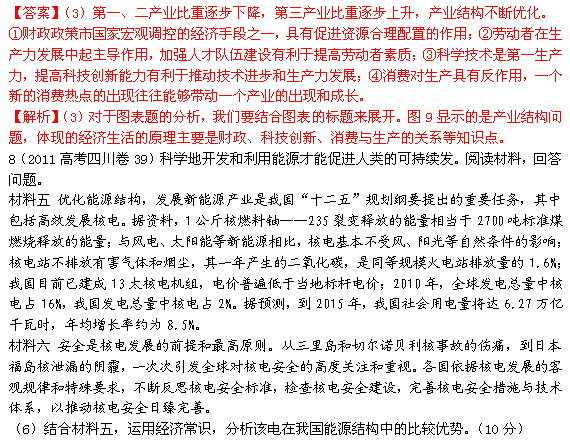 【答案】（3）第一、二产业比重逐步下降，第三产业比重逐步上升，产业结构不断优化。
①财政政策市国家宏观调控的经济手段之一，具有促进资源合理配置的作用；②劳动者在生
产力发展中起主导作用，加强人才队伍建设有利于提高劳动者素质；③科学技术是第一生产
力，提高科技创新能力有利于推动技术进步和生产力发展；④消费对生产具有反作用，一个
新的消费热点的出现往往能够带动一个产业的出现和成长。
【解析】（3）对于图表题的分析，我们要结合图表的标题来展开。图 9 显示的是产业结构问
题，体现的经济生活的原理主要是财政、科技创新、消费与生产的关系等知识点。
8（2011 高考四川卷 39）科学地开发和利用能源才能促进人类的可持续发。阅读材料，回答
问题。
材料五 优化能源结构，发展新能源产业是我国“十二五”规划纲要提出的重要任务，其中
包括高效发展核电。据资料，1 公斤核燃料铀——235 裂变释放的能量相当于 2700 吨标准煤
燃烧释放的能量；与风电、太阳能等新能源相比，核电基本不受风、阳光等自然条件的影响；
核电站不排放有害气体和烟尘，其一年产生的二氧化碳，是同等规模火电站排放量的 1.6%；
我国目前已建成 13 太核电机组，电价普遍低于当地标杆电价；2010 年，全球发电总量中核
电占 16%，我国发电总量中核电占 2%。据预测，到 2015 年，我国社会用电量将达 6.27 万亿
千瓦时，年均增长率约为 8.5%。
材料六 安全是核电发展的前提和最高原则。从三里岛和切尔诺贝利核事故的伤痛，到日本
福岛核泄漏的阴霾，一次次引发全球对核电安全的高度关注和重视。各国依据核电发展的客
观规律和特殊要求，不断反思核电安全标准，检查核电安全建设，完善核电安全措施与技术
体系，以推动核电安全日臻完善。
（6）结合材料五，运用经济常识，分析该电在我国能源结构中的比较优势。（10 分）